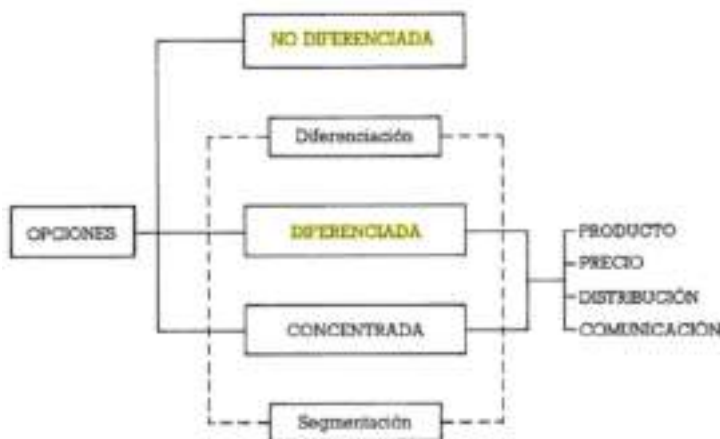 NO DIFERENCIADA
Diferenciación
OPCIONES
DIFERENCIADA
PRODUCTO
PRECIO
DISTRIBUCIÓN
COMUNICACIÓN
CONCENTRADA
Segmentación